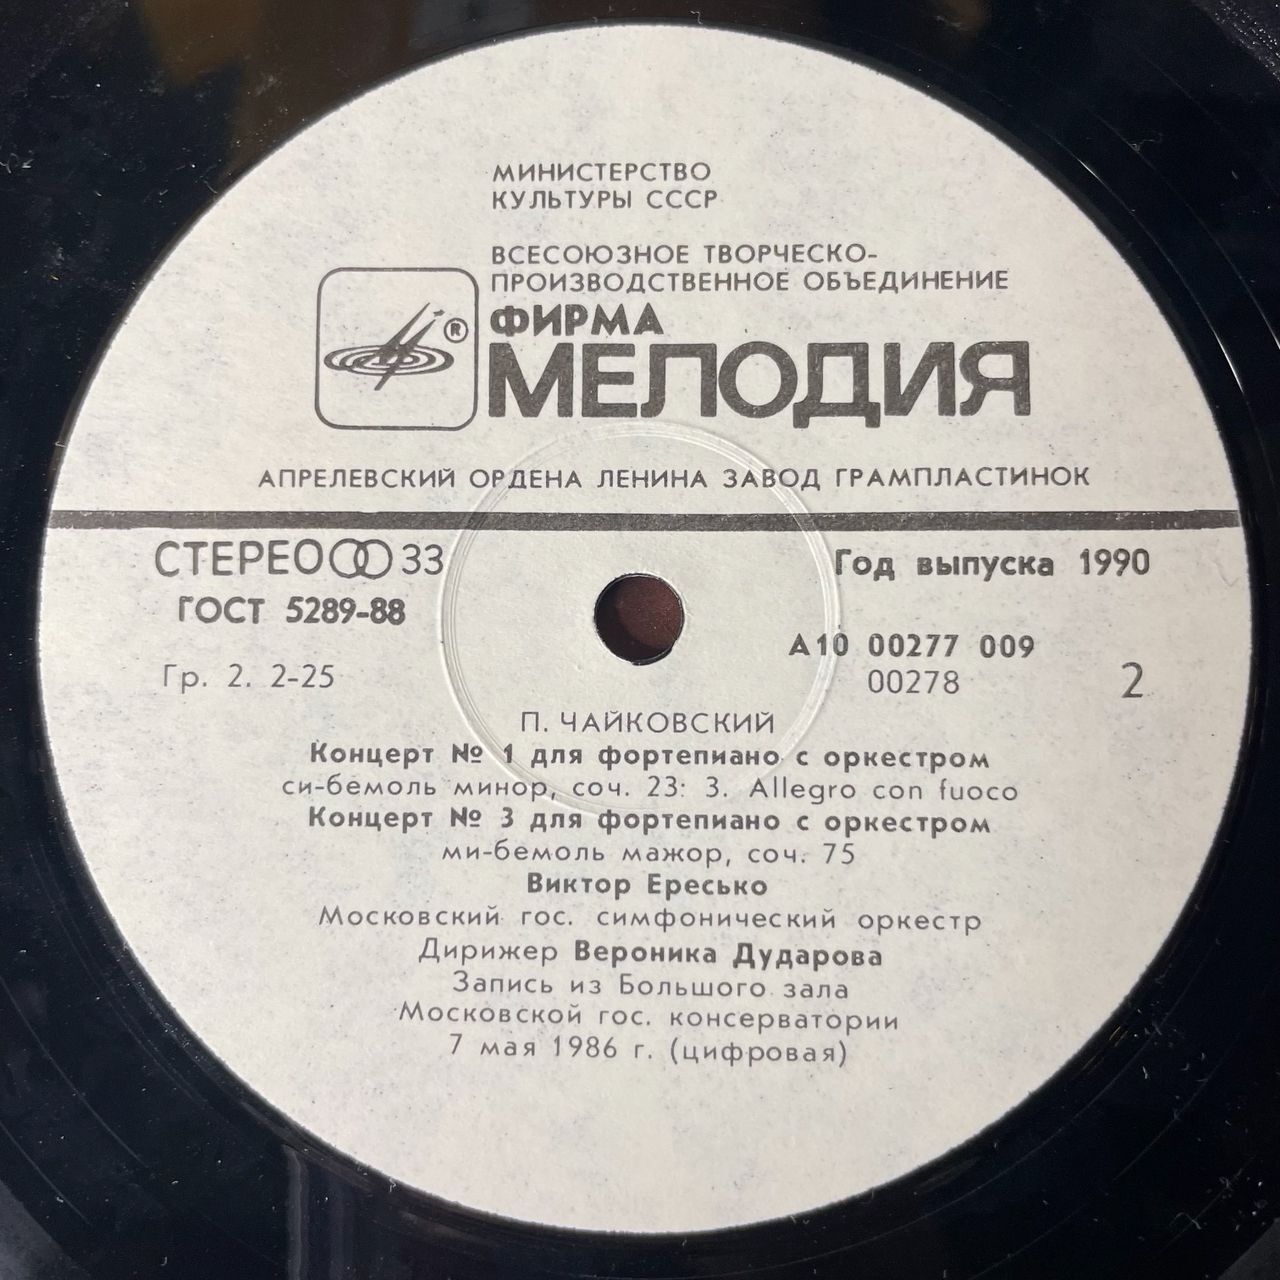 МИНИСТЕРСТВО
КУЛЬТУРЫ СССР
ВСЕСОЮЗНОЕ ТВОРЧЕСКО-
ПРОИЗВОДСТВЕННОЕ ОБЪЕДИНЕНИЕ
®
ФИРМА
МЕЛОДИЯ
АПРЕЛЕВСКИЙ ОРДЕНА ЛЕНИНА ЗАВОД ГРАМПЛАСТИНОК
СТЕРЕО 33
Год выпуска 1990
ГОСТ 5289-88
А10 00277 009
Гр. 2. 2-25
00278
2
П. ЧАЙКОВСКИЙ
Концерт № 1 для фортепиано с оркестром
си-бемоль минор, соч. 23: 3. Allegro con fuoco
Концерт № 3 для фортепиано с оркестром
ми-бемоль мажор, соч. 75
Виктор Ересько
Московский гос. симфонический оркестр
Дирижер Вероника Дударова
Запись из Большого зала
Московской гос. консерватории
7 мая 1986 г. (цифровая)